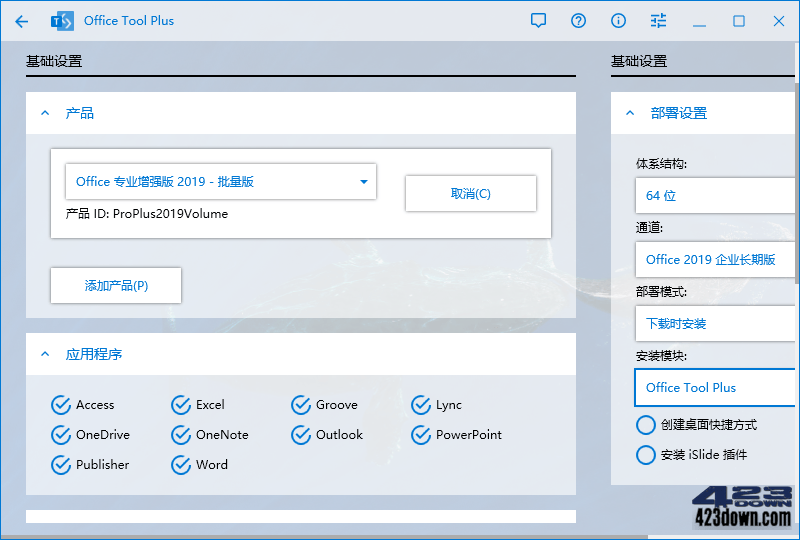 Office Tool Plus
基础设置
产品
Office 专业增强版 2019 - 批量版
取消(C)
产品 ID: ProPlus2019Volume
添加产品(P)
应用程序
Access
Excel
Groove
Lync
OneDrive
OneNote
Outlook
PowerPoint
Publisher
Word
基础设置
部署设置
体系结构:
64 位
通道:
Office 2019 企业长期版
部署模式:
下载时安装
安装模块:
Office Tool Plus
创建桌面快捷方式
安装 iSlide 插件
423
DOWN
423down.com